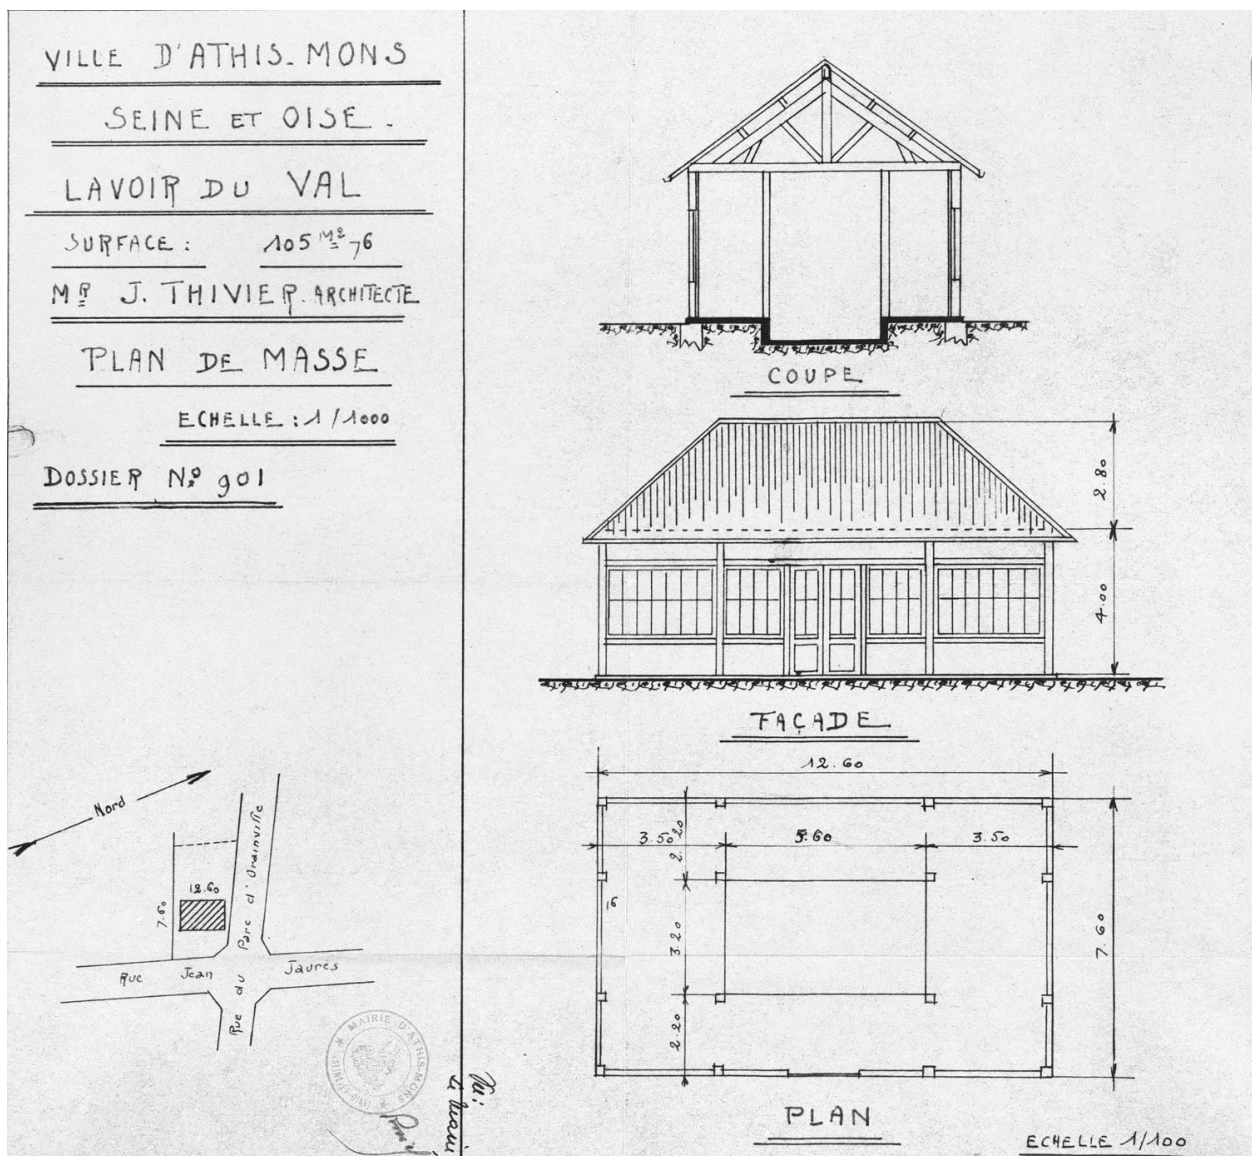 VILLE D'ATHIS-MONS
SEINE ET OISE.
LAVOIR DU VAL
SURFACE : 105 M² 76
Mr J. THIVIER. ARCHITECTE
PLAN DE MASSE
ECHELLE : 1/1000
DOSSIER No 901
Nord
12.60
7.60
Rue du Parc d'Orainville
Rue Jean Jaurès
MAIRIE D'ATHIS-MONS
Vu:
COUPE
2.80
4.00
FAÇADE
12.60
3.50
5.60
3.50
2.20
3.20
2.20
16
7.60
PLAN
ECHELLE 1/100